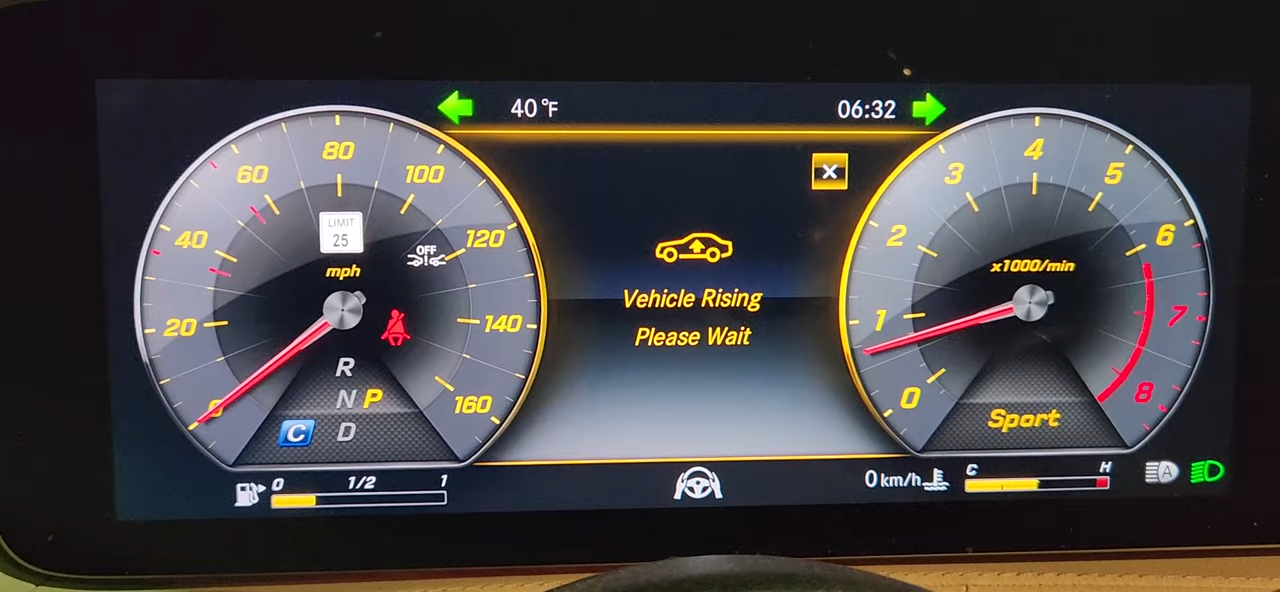 40°F
06:32
20
40
60
80
100
120
140
160
0
LIMIT
25
mph
OFF
R
N P
D
C
Vehicle Rising
Please Wait
0
1
2
3
4
5
6
7
8
x1000/min
Sport
0 1/2 1
0 km/h
C H
A